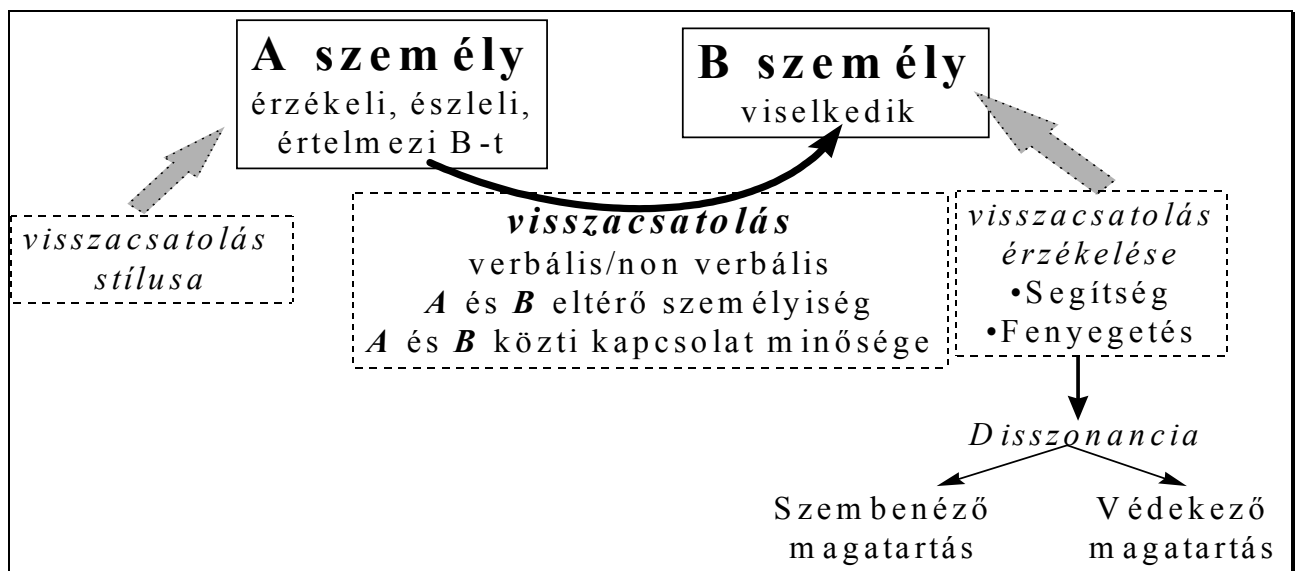 A személy
érzékeli, észleli,
értelmezi B-t
B személy
viselkedik
visszacsatolás
stílusa
visszacsatolás
verbális/non verbális
A és B eltérő személyiség
A és B közti kapcsolat minősége
visszacsatolás
érzékelése
•Segítség
•Fenyegetés
Disszonancia
Szembenéző
magatartás
Védekező
magatartás